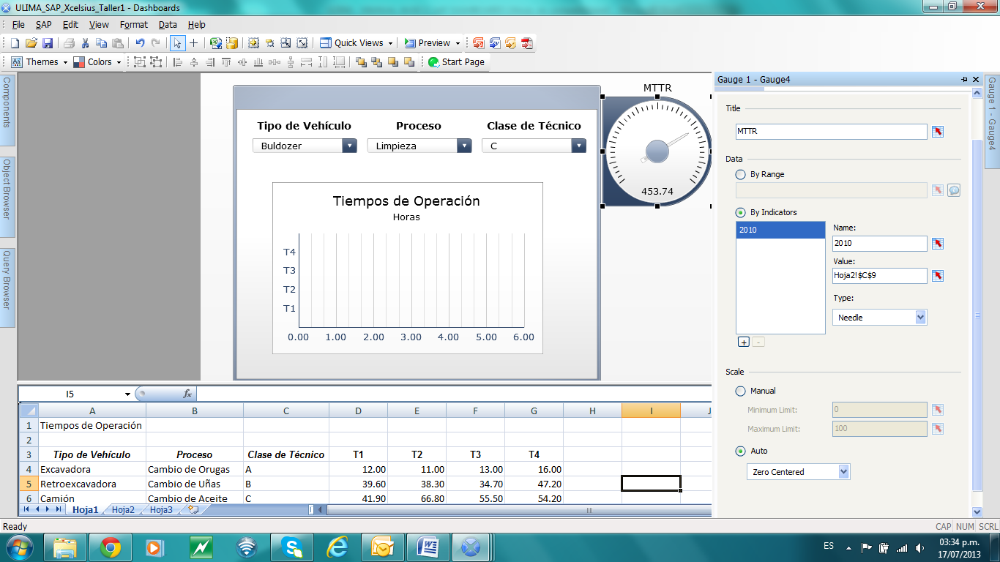 ULIMA_SAP_Xcelsius_Taller1 - Dashboards
File SAP Edit View Format Data Help
Quick Views Preview
Themes Colors Start Page
Components
Object Browser
Query Browser
Tipo de Vehículo Proceso Clase de Técnico
Buldozer Limpieza C
Tiempos de Operación
Horas
T4
T3
T2
T1
0.00 1.00 2.00 3.00 4.00 5.00 6.00
MTTR
453.74
Gauge 1 - Gauge4
Title
MTTR
Data
By Range
By Indicators
2010
Name:
2010
Value:
Hoja2!$C$9
Type:
Needle
+ -
Scale
Manual
Minimum Limit: 0
Maximum Limit: 100
Auto
Zero Centered
Gauge 1 - Gauge4
I5 fx
A B C D E F G H I J
1 Tiempos de Operación
2
3 Tipo de Vehículo Proceso Clase de Técnico T1 T2 T3 T4
4 Excavadora Cambio de Orugas A 12.00 11.00 13.00 16.00
5 Retroexcavadora Cambio de Uñas B 39.60 38.30 34.70 47.20
6 Camión Cambio de Aceite C 41.90 66.80 55.50 54.20
Hoja1 Hoja2 Hoja3
Ready CAP NUM SCRL
ES 03:34 p.m.
17/07/2013